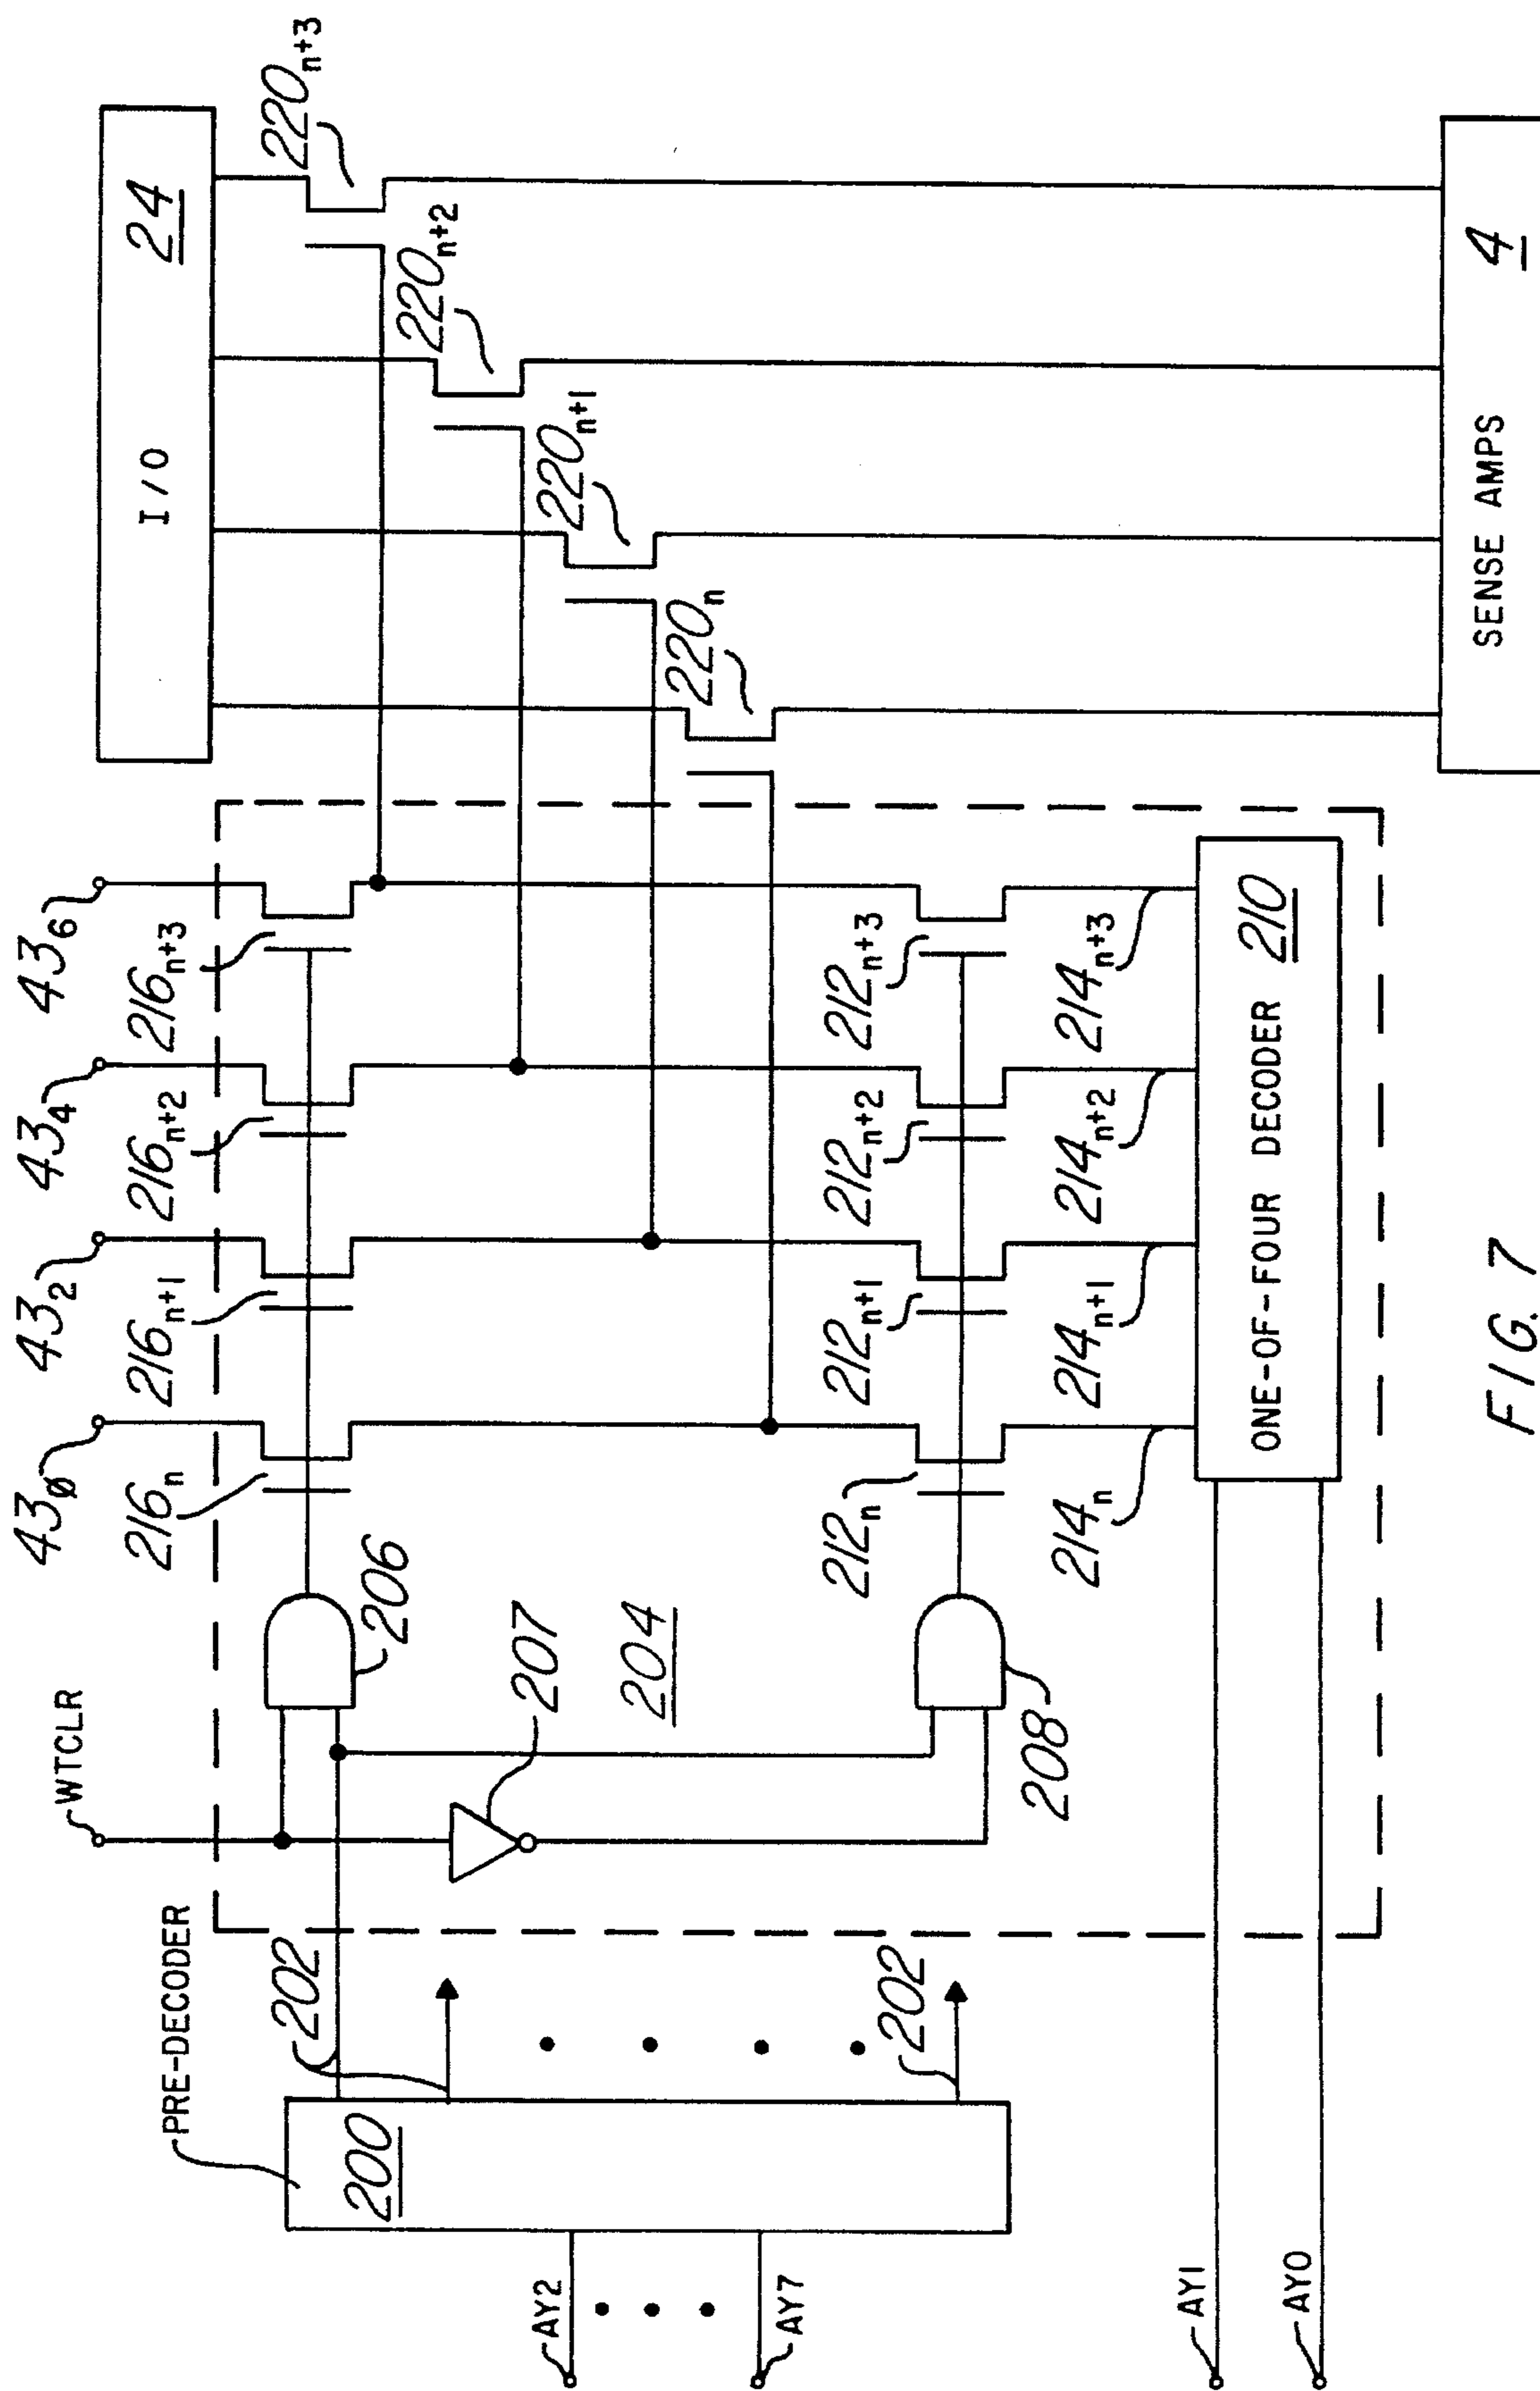 WTCLR
43ø
43₂
43₄
43₆
216ₙ
216ₙ₊₁
216ₙ₊₂
216ₙ₊₃
I/O 24
PRE-DECODER
202
206
220ₙ₊₃
220ₙ₊₂
220ₙ₊₁
220ₙ
200
207
204
AY2
AY7
202
208
212ₙ
212ₙ₊₁
212ₙ₊₂
212ₙ₊₃
214ₙ
214ₙ₊₁
214ₙ₊₂
214ₙ₊₃
AY1
AY0
ONE-OF-FOUR DECODER 210
SENSE AMPS 4
FIG. 7